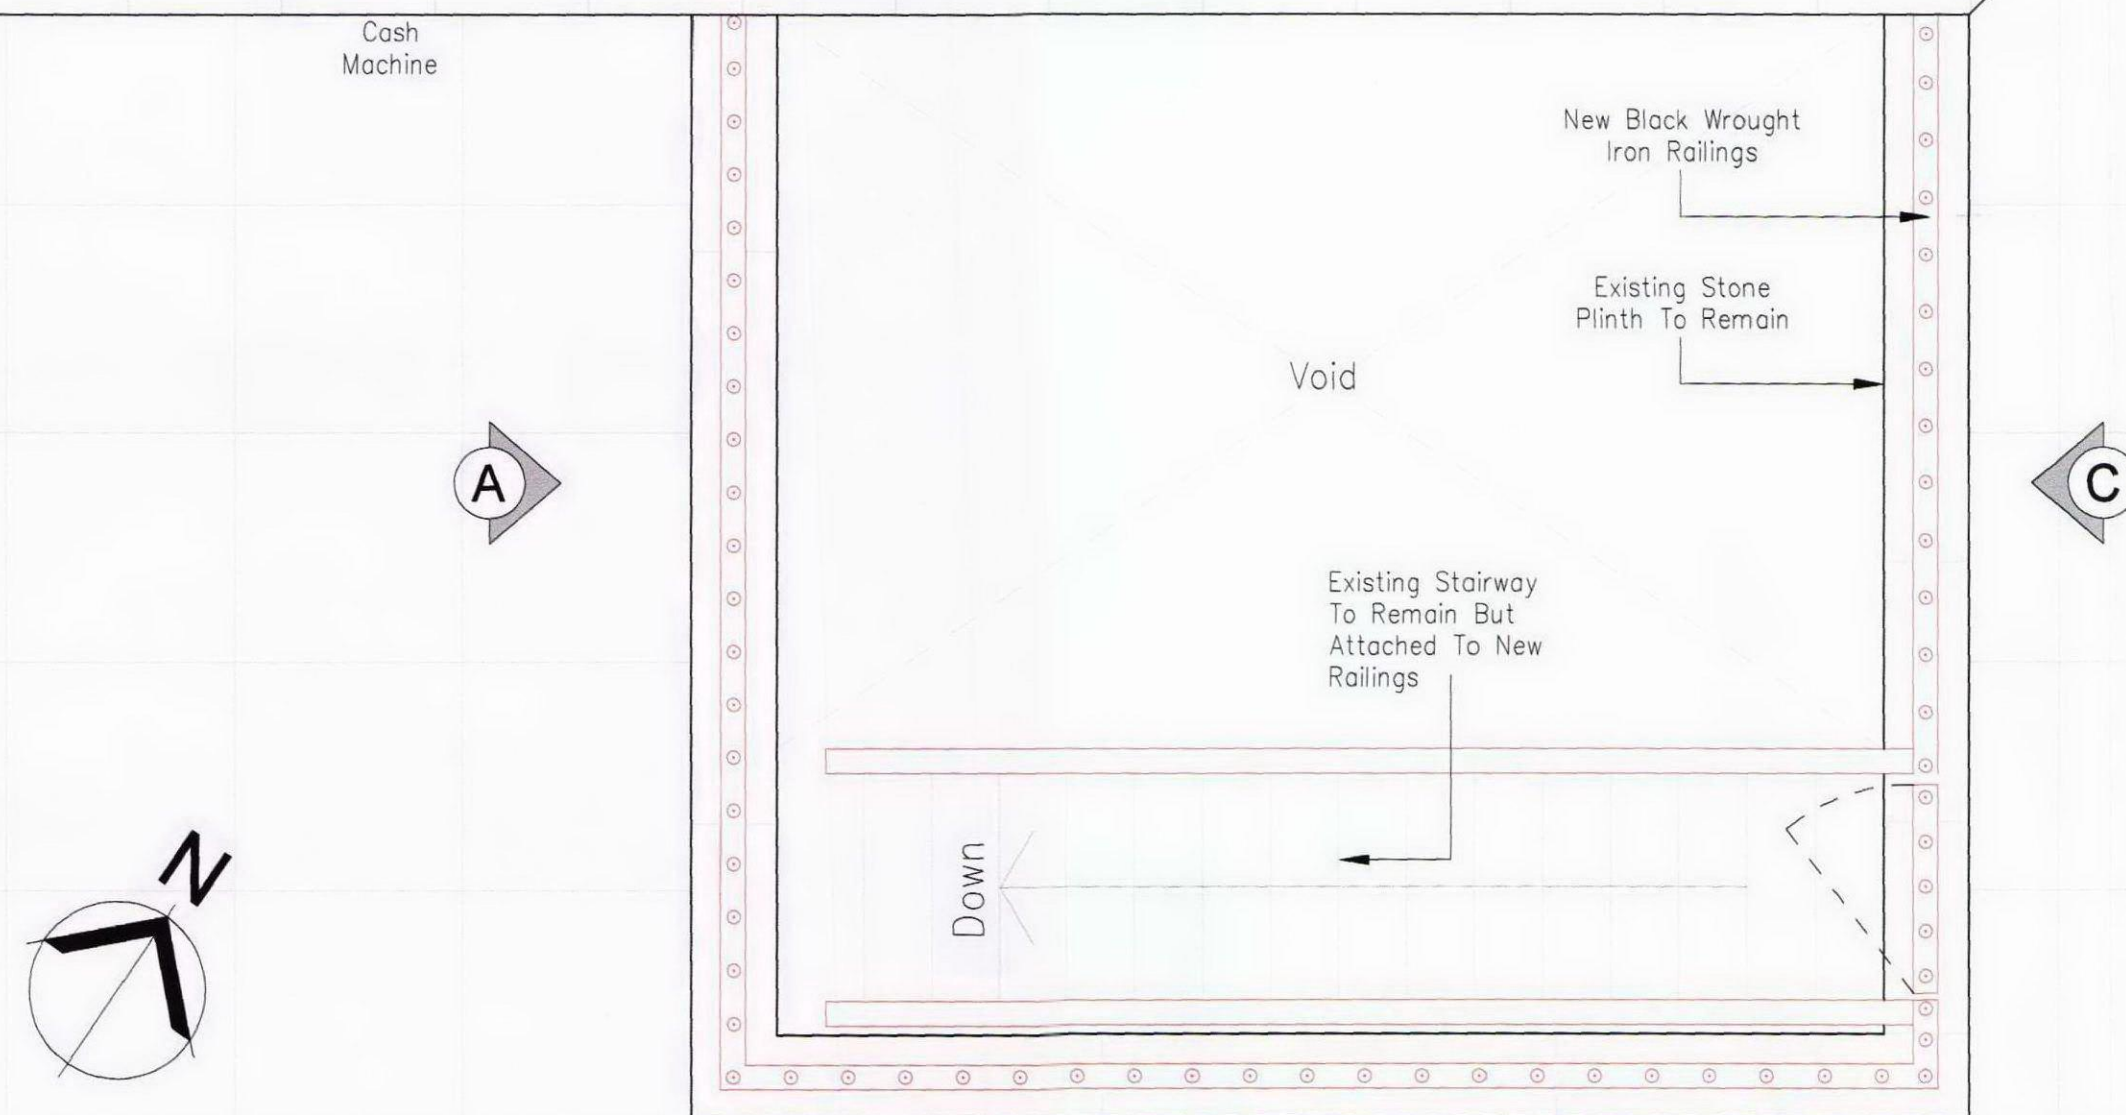 Cash
Machine
New Black Wrought
Iron Railings
Existing Stone
Plinth To Remain
Void
A
C
Existing Stairway
To Remain But
Attached To New
Railings
Down
N